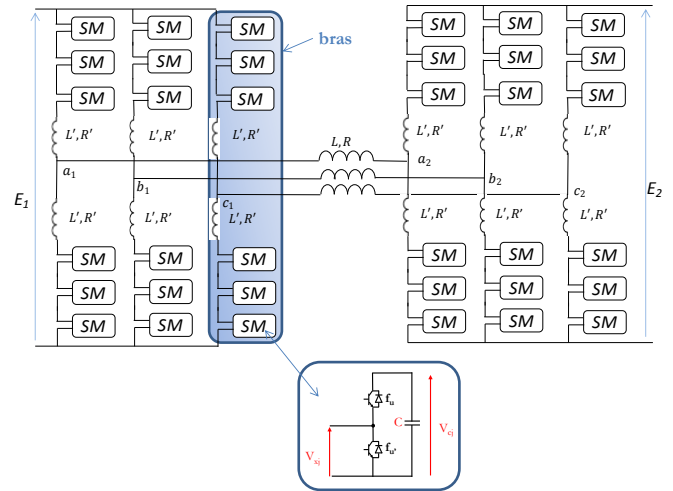 SM SM SM SM SM SM
bras
SM SM SM SM SM SM
SM SM SM SM SM SM
L', R' L', R' L', R' L, R L', R' L', R' L', R'
a₁ a₂
b₁ b₂
E₁ c₁ c₂ E₂
L', R' L', R' L', R' L', R' L', R' L', R'
SM SM SM SM SM SM
SM SM SM SM SM SM
SM SM SM SM SM SM
fᵤ
C
V_cj
V_xj
fᵤ'